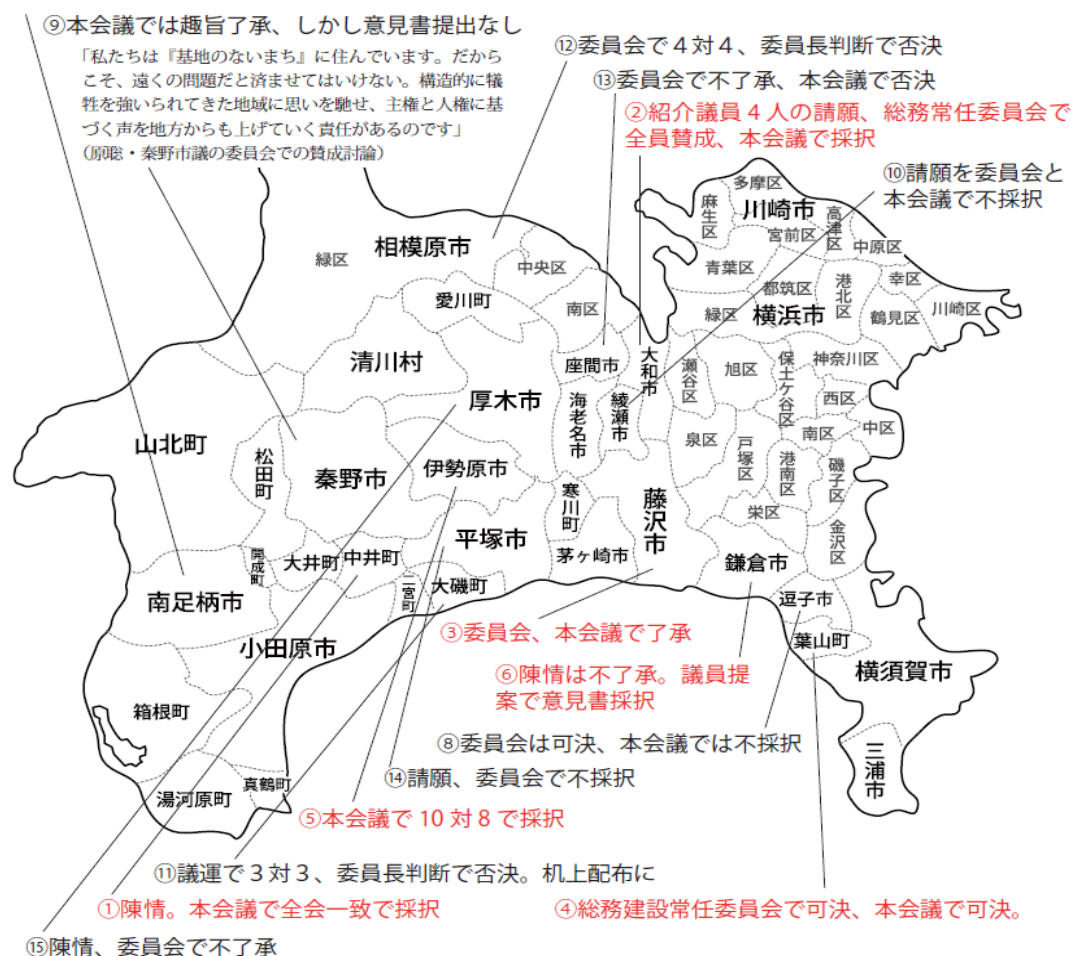 ⑨本会議では趣旨了承、しかし意見書提出なし
「私たちは『基地のないまち』に住んでいます。だから
こそ、遠くの問題だと済ませてはいけない。構造的に犠
牲を強いられてきた地域に思いを馳せ、主権と人権に基
づく声を地方からも上げていく責任があるのです」
（原聡・秦野市議の委員会での賛成討論）
⑫委員会で４対４、委員長判断で否決
⑬委員会で不了承、本会議で否決
②紹介議員４人の請願、総務常任委員会で
全員賛成、本会議で採択
⑩請願を委員会と
本会議で不採択
多摩区
麻生区
川崎市
高津区
宮前区
中原区
相模原市
緑区
中央区
青葉区
幸区
都筑区
港北区
愛川町
南区
緑区
横浜市
鶴見区
川崎区
清川村
座間市
大和市
瀬谷区
旭区
保土ケ谷区
神奈川区
厚木市
海老名市
綾瀬市
西区
山北町
松田町
秦野市
伊勢原市
泉区
戸塚区
南区
中区
港南区
磯子区
寒川町
藤沢市
栄区
金沢区
平塚市
開成町
大井町
中井町
茅ヶ崎市
鎌倉市
南足柄市
二宮町
大磯町
逗子市
小田原市
③委員会、本会議で了承
葉山町
横須賀市
⑥陳情は不了承。議員提
案で意見書採択
箱根町
⑧委員会は可決、本会議では不採択
三浦市
⑭請願、委員会で不採択
湯河原町
真鶴町
⑤本会議で 10 対 8 で採択
⑪議運で３対３、委員長判断で否決。机上配布に
①陳情。本会議で全会一致で採択
④総務建設常任委員会で可決、本会議で可決。
⑮陳情、委員会で不了承